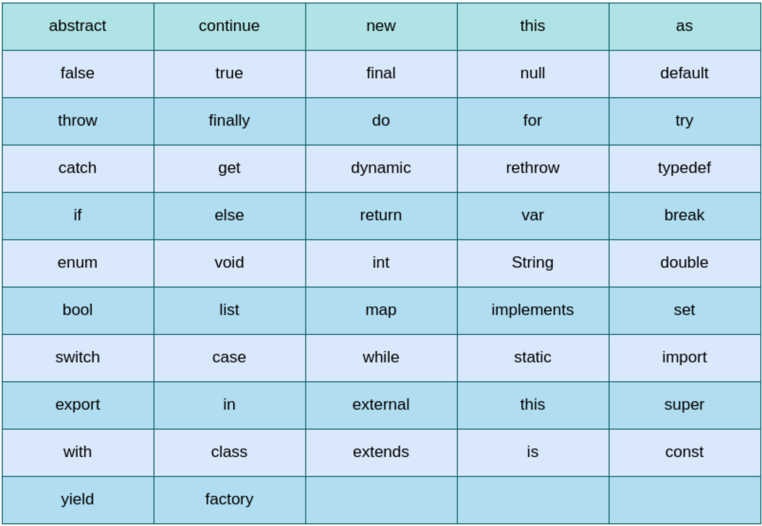 abstract continue new this as
false true final null default
throw finally do for try
catch get dynamic rethrow typedef
if else return var break
enum void int String double
bool list map implements set
switch case while static import
export in external this super
with class extends is const
yield factory